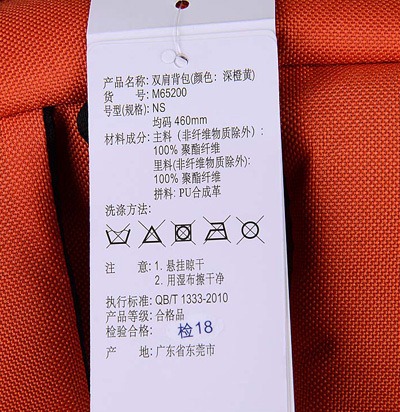 产品名称: 双肩背包(颜色: 深橙黄)
货 号: M65200
号型(规格): NS
均码 460mm
材料成分: 主料 (非纤维物质除外):
100% 聚酯纤维
里料(非纤维物质除外):
100% 聚酯纤维
拼料: PU合成革
洗涤方法:
注 意: 1. 悬挂晾干
2. 用湿布擦干净
执行标准: QB/T 1333-2010
产品等级: 合格品
检验合格: 检18
产 地: 广东省东莞市